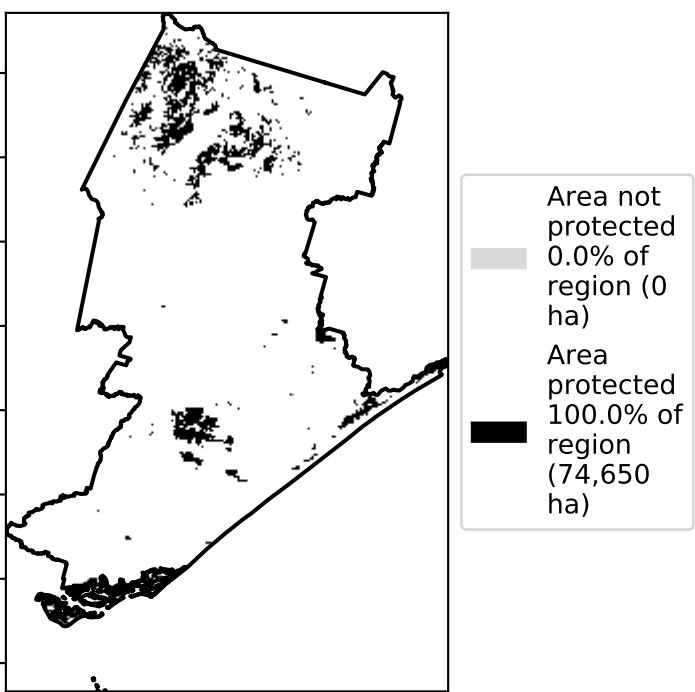 Area not
protected
0.0% of
region (0
ha)
Area
protected
100.0% of
region
(74,650
ha)